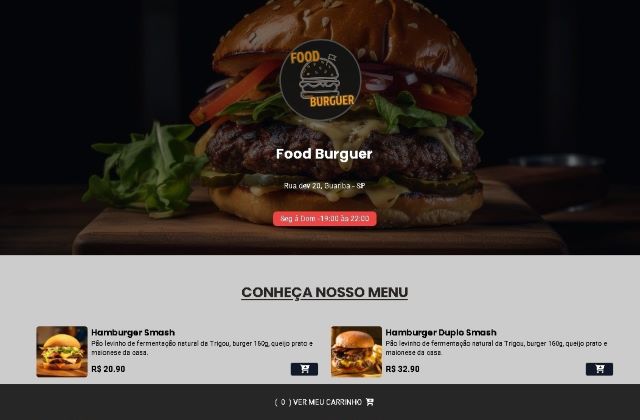 FOOD
BURGUER
Food Burguer
Rua dev 20, Guariba - SP
Seg á Dom -19:00 às 22:00
CONHEÇA NOSSO MENU
Hamburger Smash
Pão levinho de fermentação natural da Trigou, burger 160g, queijo prato e
maionese da casa.
R$ 20.90
Hamburger Duplo Smash
Pão levinho de fermentação natural da Trigou, burger 160g, queijo prato e
maionese da casa.
R$ 32.90
( 0 ) VER MEU CARRINHO